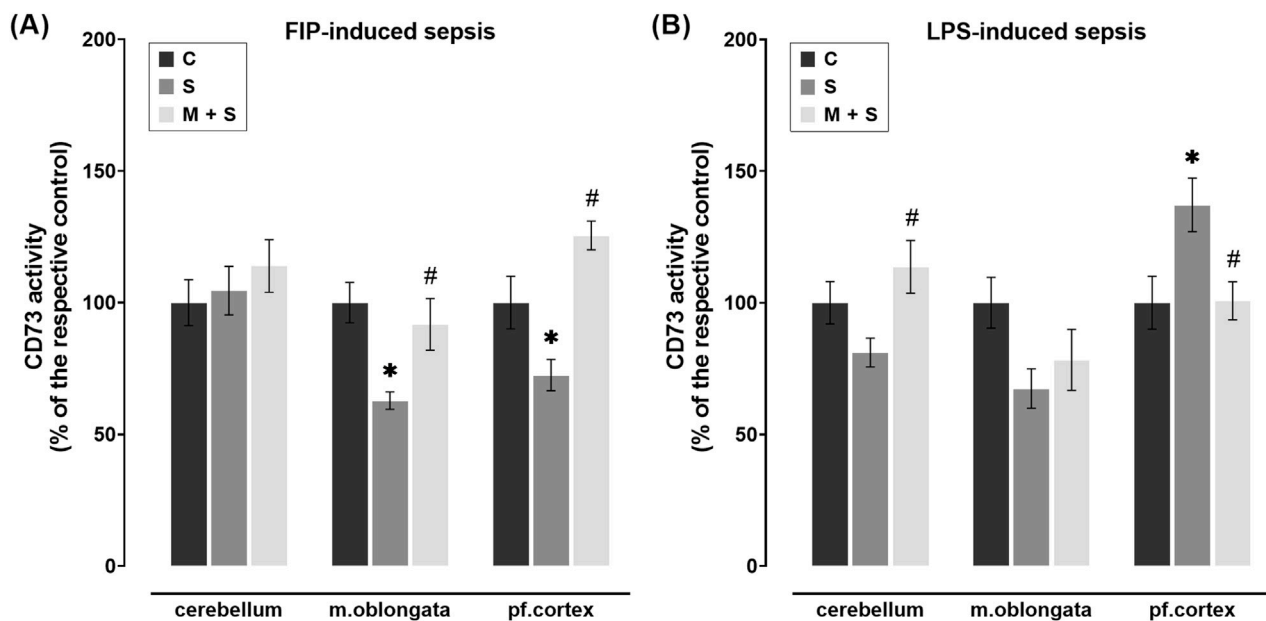 (A)
FIP-induced sepsis
C
S
M + S
CD73 activity
(% of the respective control)
200
150
100
50
0
*
#
*
#
cerebellum
m.oblongata
pf.cortex
(B)
LPS-induced sepsis
C
S
M + S
CD73 activity
(% of the respective control)
200
150
100
50
0
#
*
#
cerebellum
m.oblongata
pf.cortex